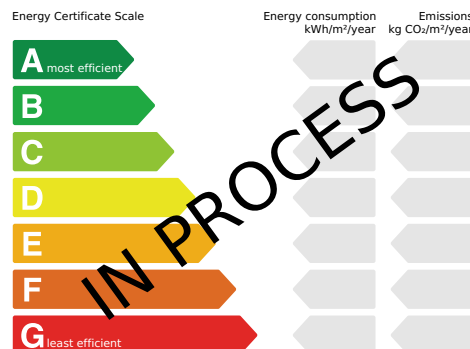 Energy Certificate Scale
Energy consumption
kWh/m²/year
Emissions
kg CO₂/m²/year
A most efficient
B
C
D
E
F
G least efficient
IN PROCESS